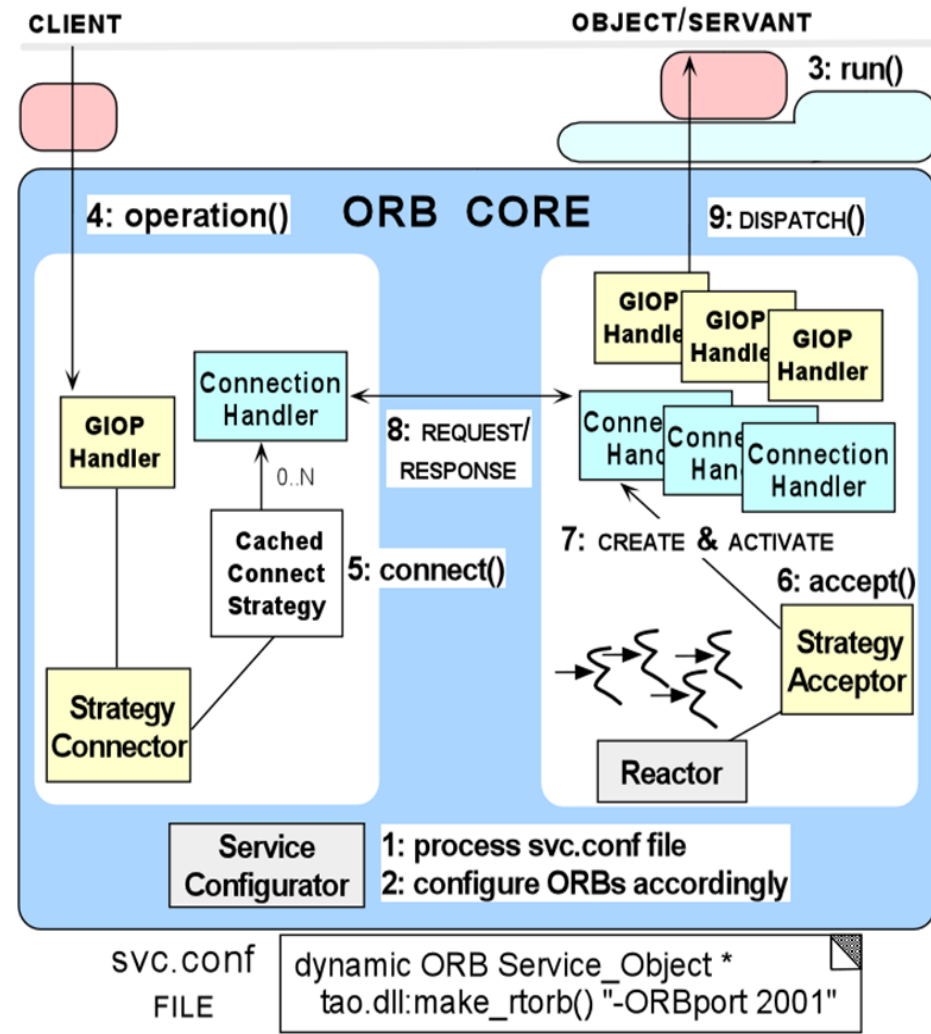 CLIENT
OBJECT/SERVANT
3: run()
4: operation()
ORB CORE
9: DISPATCH()
GIOP
Handler
Connection
Handler
0..N
Cached
Connect
Strategy
5: connect()
Strategy
Connector
8: REQUEST/
RESPONSE
GIOP
Handle
GIOP
Handle
GIOP
Handler
Conne
Hand
Conne
Han
Connection
Handler
7: CREATE & ACTIVATE
6: accept()
Strategy
Acceptor
Reactor
Service
Configurator
1: process svc.conf file
2: configure ORBs accordingly
svc.conf
FILE
dynamic ORB Service_Object *
tao.dll:make_rtorb() "-ORBport 2001"